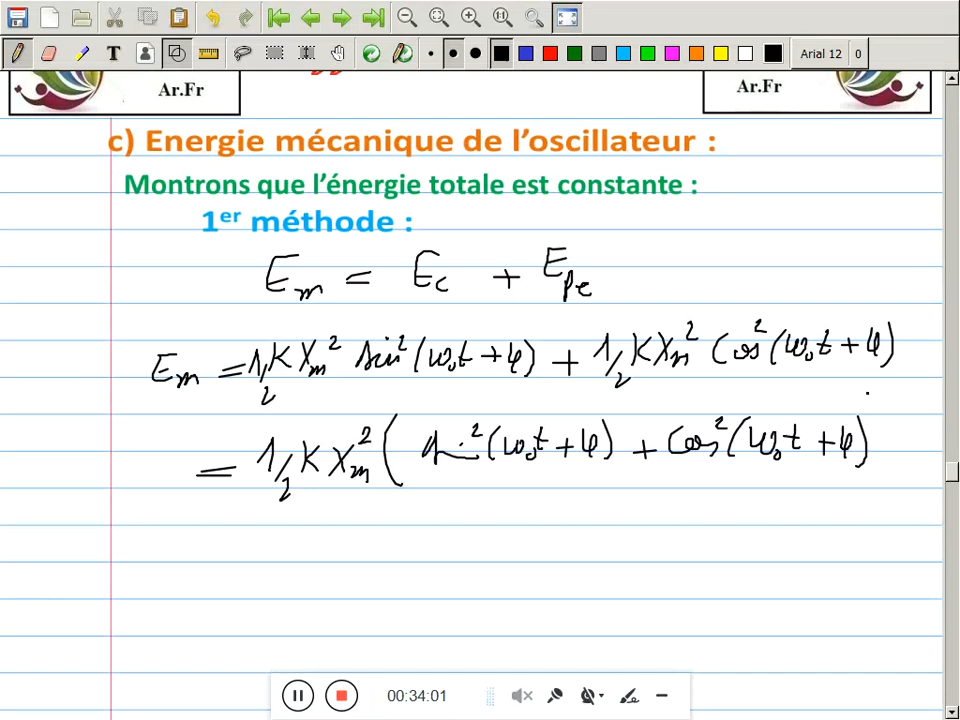 Arial 12 0
Ar.Fr Ar.Fr
c) Energie mécanique de l'oscillateur :
Montrons que l'énergie totale est constante :
1er méthode :
Em = Ec + Epe
Em = 1/2 K Xm² sin²(ω₀t + φ) + 1/2 K Xm² Cos²(ω₀t + φ)
= 1/2 K Xm² ( sin²(ω₀t + φ) + Cos²(ω₀t + φ)
00:34:01